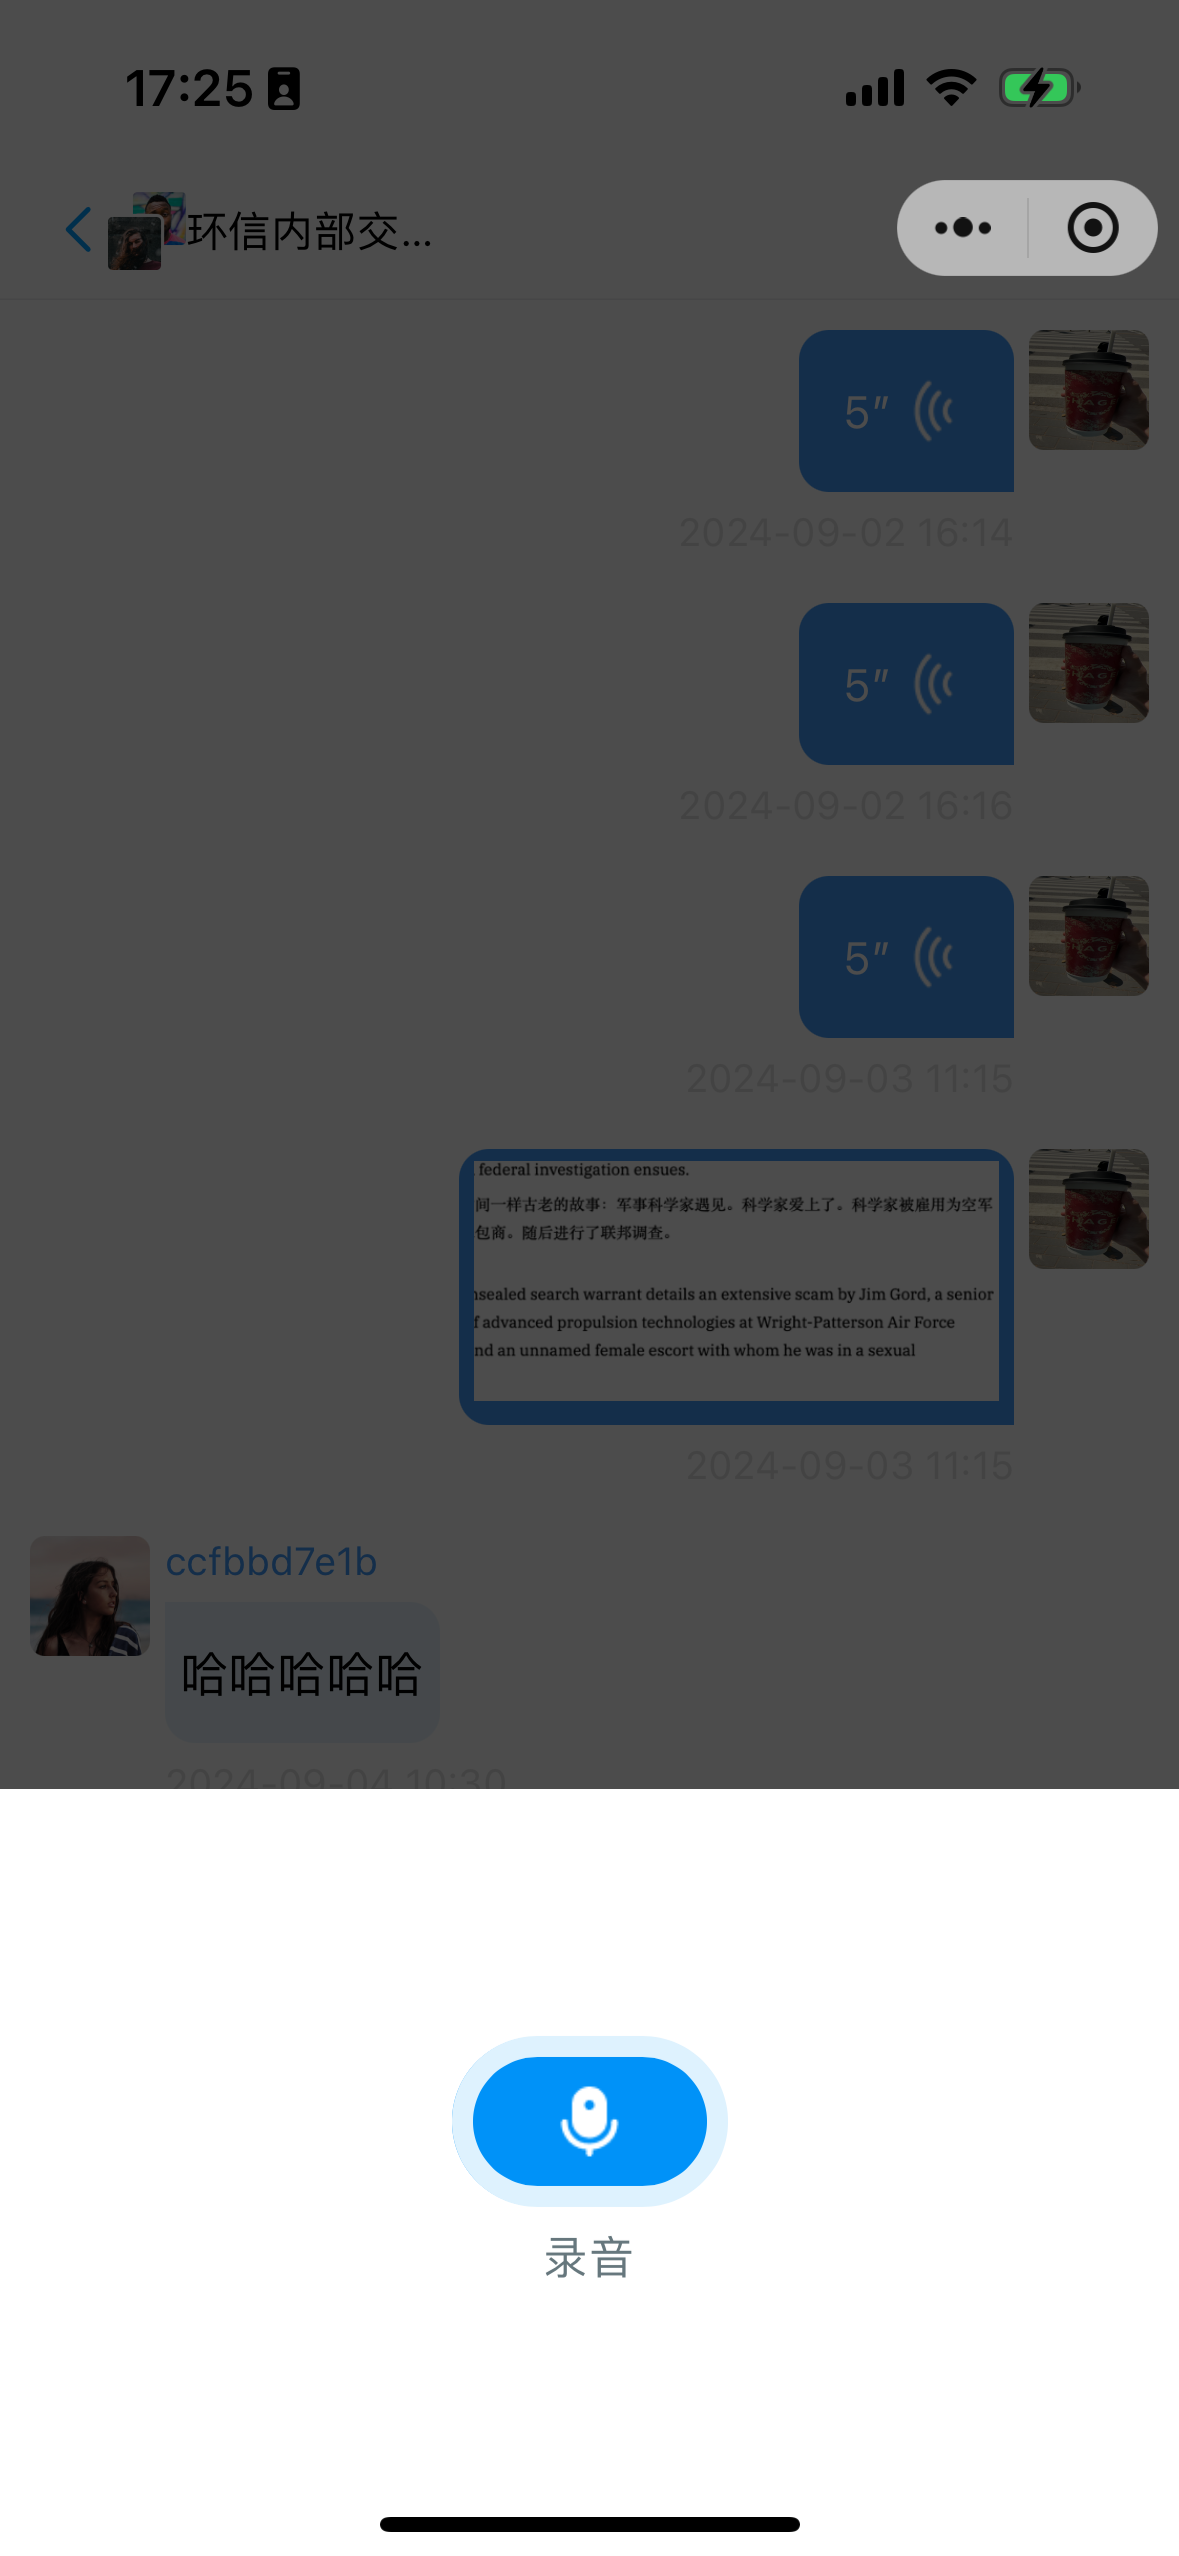 17:25
环信内部交...
5"
2024-09-02 16:14
5"
2024-09-02 16:16
5"
2024-09-03 11:15
federal investigation ensues.
间一样古老的故事：军事科学家遇见。科学家爱上了。科学家被雇用为空军
包商。随后进行了联邦调查。
nsealed search warrant details an extensive scam by Jim Gord, a senior
f advanced propulsion technologies at Wright-Patterson Air Force
nd an unnamed female escort with whom he was in a sexual
2024-09-03 11:15
ccfbbd7e1b
哈哈哈哈哈
2024-09-04 10:30
录音